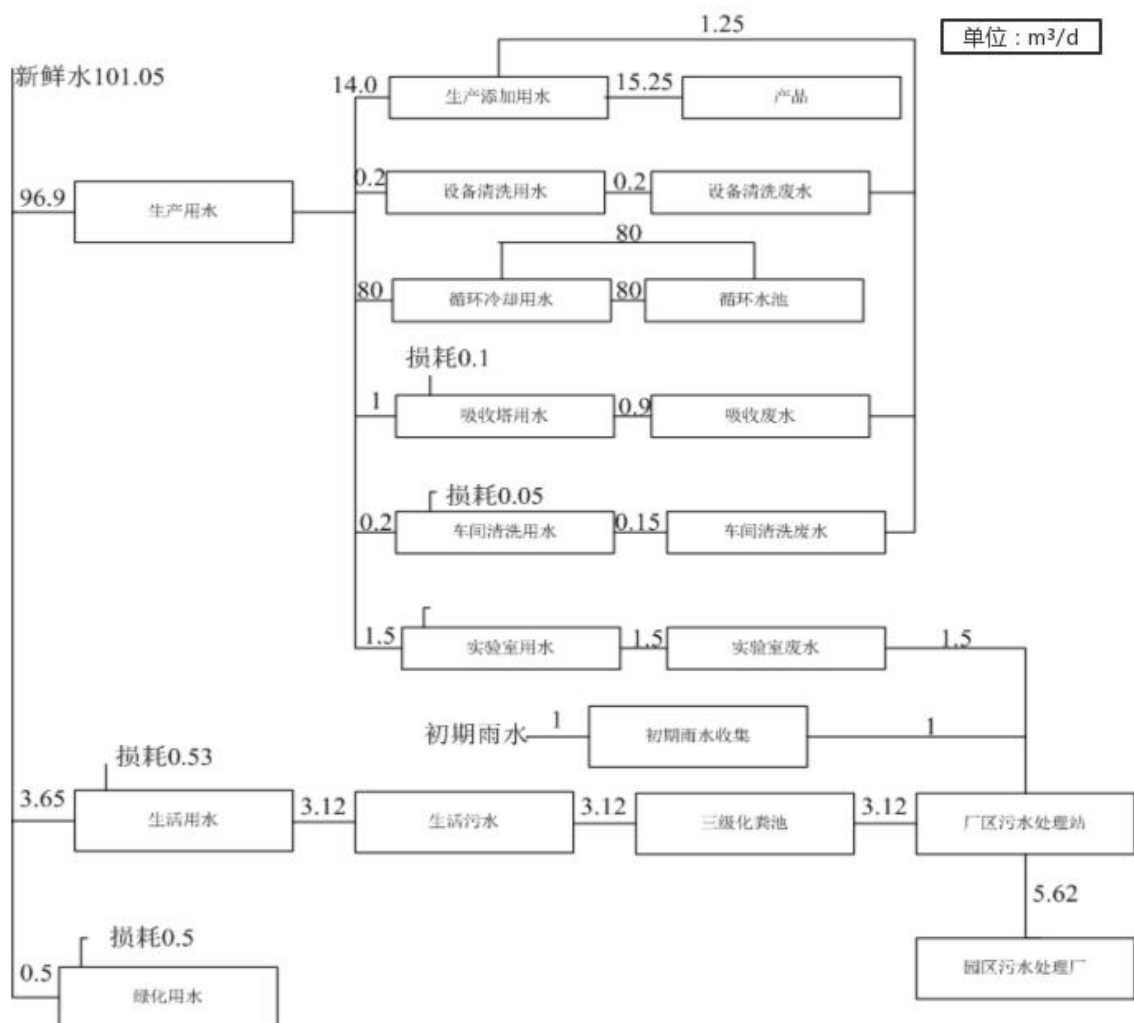 1.25
单位：m³/d
新鲜水101.05
14.0
生产添加用水
15.25
产品
96.9
生产用水
0.2
设备清洗用水
0.2
设备清洗废水
80
80
循环冷却用水
80
循环水池
损耗0.1
1
吸收塔用水
0.9
吸收废水
损耗0.05
0.2
车间清洗用水
0.15
车间清洗废水
1.5
实验室用水
1.5
实验室废水
1.5
初期雨水
1
初期雨水收集
1
损耗0.53
3.65
生活用水
3.12
生活污水
3.12
三级化粪池
3.12
厂区污水处理站
5.62
损耗0.5
园区污水处理厂
0.5
绿化用水